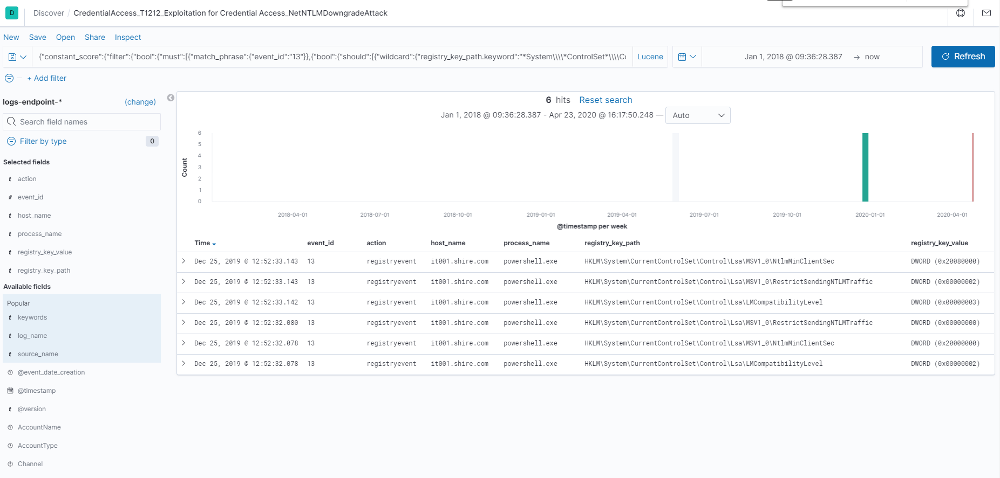 D Discover / CredentialAccess_T1212_Exploitation for Credential Access_NetNTLMDowngradeAttack
New Save Open Share Inspect
{"constant_score":{"filter":{"bool":{"must":[{"match_phrase":{"event_id":"13"}},{"bool":{"should":[{"wildcard":{"registry_key_path.keyword":"*System\\\\*ControlSet*\\\\Cc Lucene Jan 1, 2018 @ 09:36:28.387 → now Refresh
+ Add filter
logs-endpoint-* (change)
Search field names
Filter by type 0
Selected fields
t action
# event_id
t host_name
t process_name
t registry_key_value
t registry_key_path
Available fields
Popular
t keywords
t log_name
t source_name
@event_date_creation
@timestamp
t @version
AccountName
AccountType
Channel
6 hits Reset search
Jan 1, 2018 @ 09:36:28.387 - Apr 23, 2020 @ 16:17:50.248 — Auto
Count
6
5
4
3
2
1
0
2018-04-01 2018-07-01 2018-10-01 2019-01-01 2019-04-01 2019-07-01 2019-10-01 2020-01-01 2020-04-01
@timestamp per week
Time event_id action host_name process_name registry_key_path registry_key_value
Dec 25, 2019 @ 12:52:33.143 13 registryevent it001.shire.com powershell.exe HKLM\System\CurrentControlSet\Control\Lsa\MSV1_0\NtlmMinClientSec DWORD (0x20080000)
Dec 25, 2019 @ 12:52:33.143 13 registryevent it001.shire.com powershell.exe HKLM\System\CurrentControlSet\Control\Lsa\MSV1_0\RestrictSendingNTLMTraffic DWORD (0x00000002)
Dec 25, 2019 @ 12:52:33.142 13 registryevent it001.shire.com powershell.exe HKLM\System\CurrentControlSet\Control\Lsa\LMCompatibilityLevel DWORD (0x00000003)
Dec 25, 2019 @ 12:52:32.080 13 registryevent it001.shire.com powershell.exe HKLM\System\CurrentControlSet\Control\Lsa\MSV1_0\RestrictSendingNTLMTraffic DWORD (0x00000000)
Dec 25, 2019 @ 12:52:32.078 13 registryevent it001.shire.com powershell.exe HKLM\System\CurrentControlSet\Control\Lsa\MSV1_0\NtlmMinClientSec DWORD (0x20000000)
Dec 25, 2019 @ 12:52:32.078 13 registryevent it001.shire.com powershell.exe HKLM\System\CurrentControlSet\Control\Lsa\LMCompatibilityLevel DWORD (0x00000002)